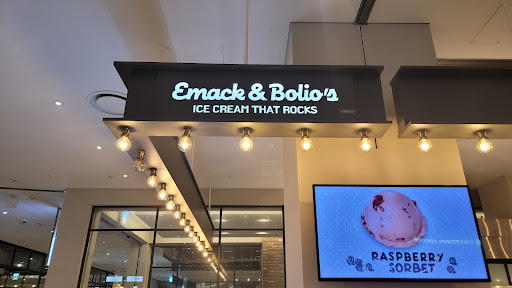 Emack & Bolio's
ICE CREAM THAT ROCKS
RASPBERRY
SORBET